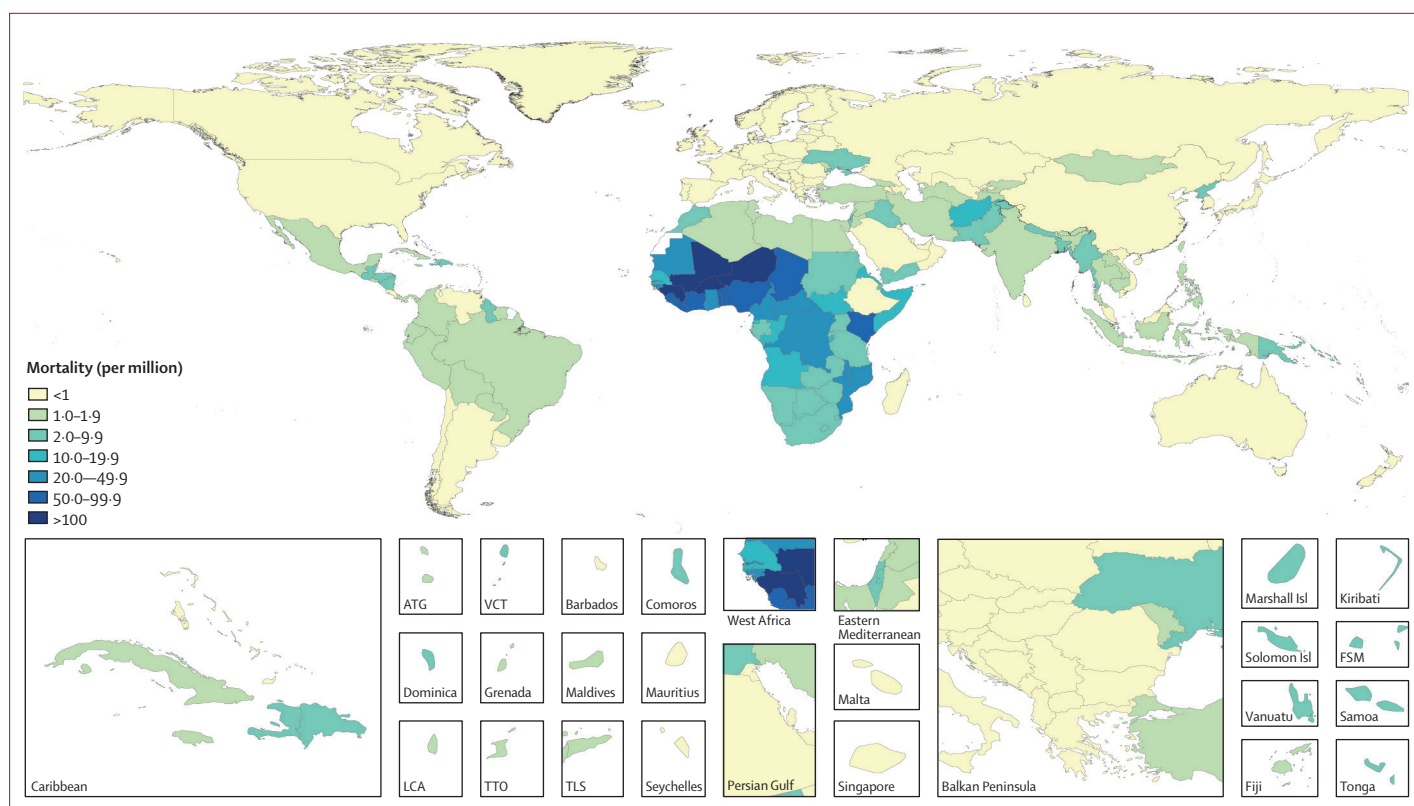 Mortality (per million)
<1
1·0–1·9
2·0–9·9
10·0–19·9
20·0—49·9
50·0–99·9
>100
Caribbean
ATG
VCT
Barbados
Comoros
Dominica
Grenada
Maldives
Mauritius
LCA
TTO
TLS
Seychelles
West Africa
Eastern
Mediterranean
Persian Gulf
Malta
Singapore
Balkan Peninsula
Marshall Isl
Kiribati
Solomon Isl
FSM
Vanuatu
Samoa
Fiji
Tonga